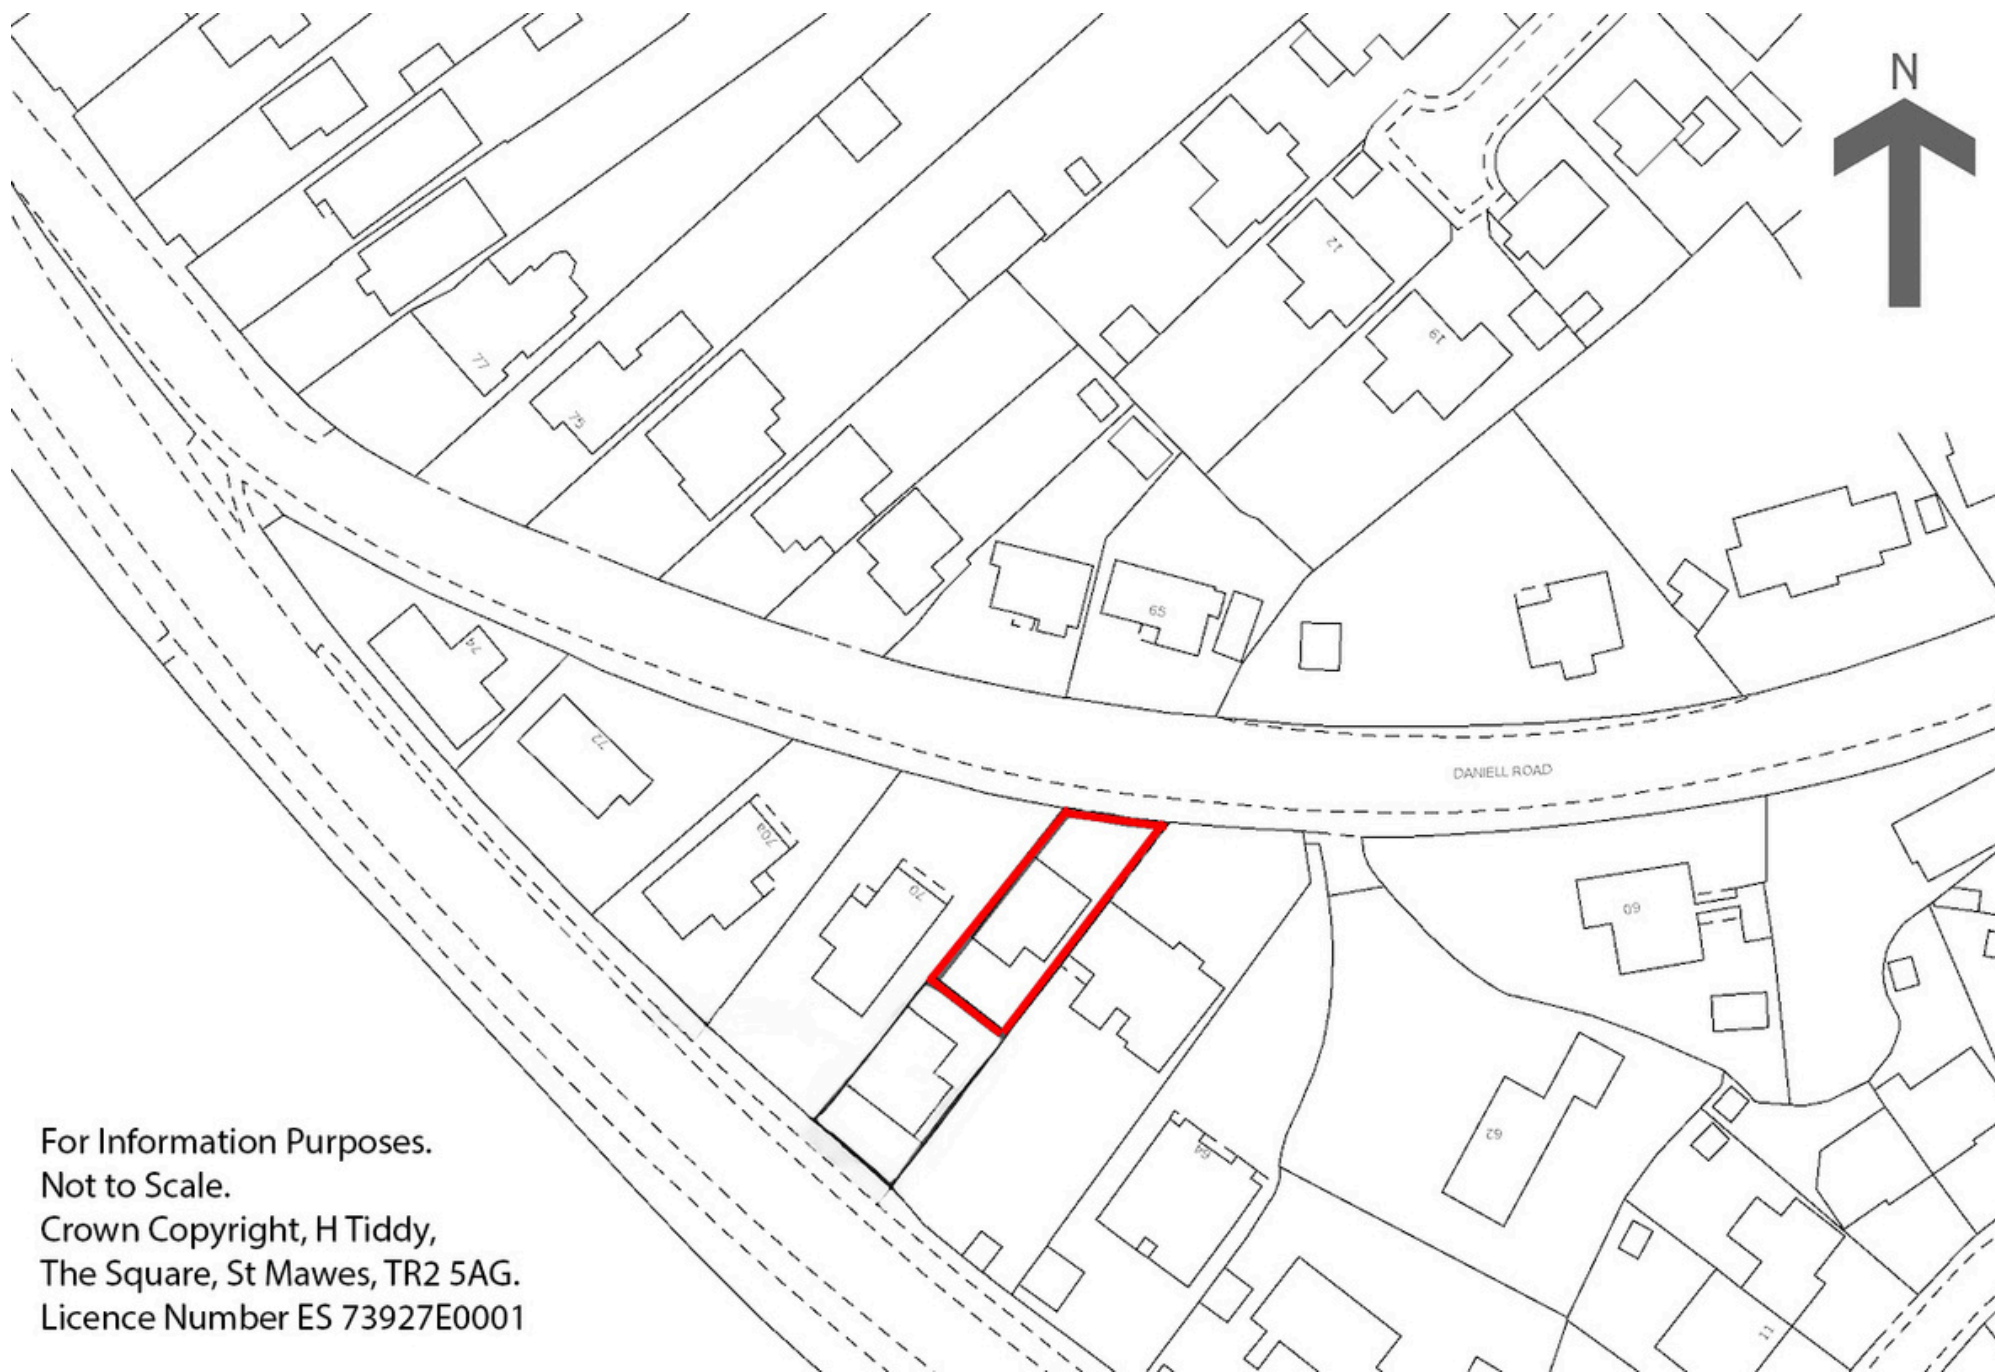 N
12
19
77
75
65
74
72
DANIELL ROAD
70a
70
60
62
64
11
For Information Purposes.
Not to Scale.
Crown Copyright, H Tiddy,
The Square, St Mawes, TR2 5AG.
Licence Number ES 73927E0001